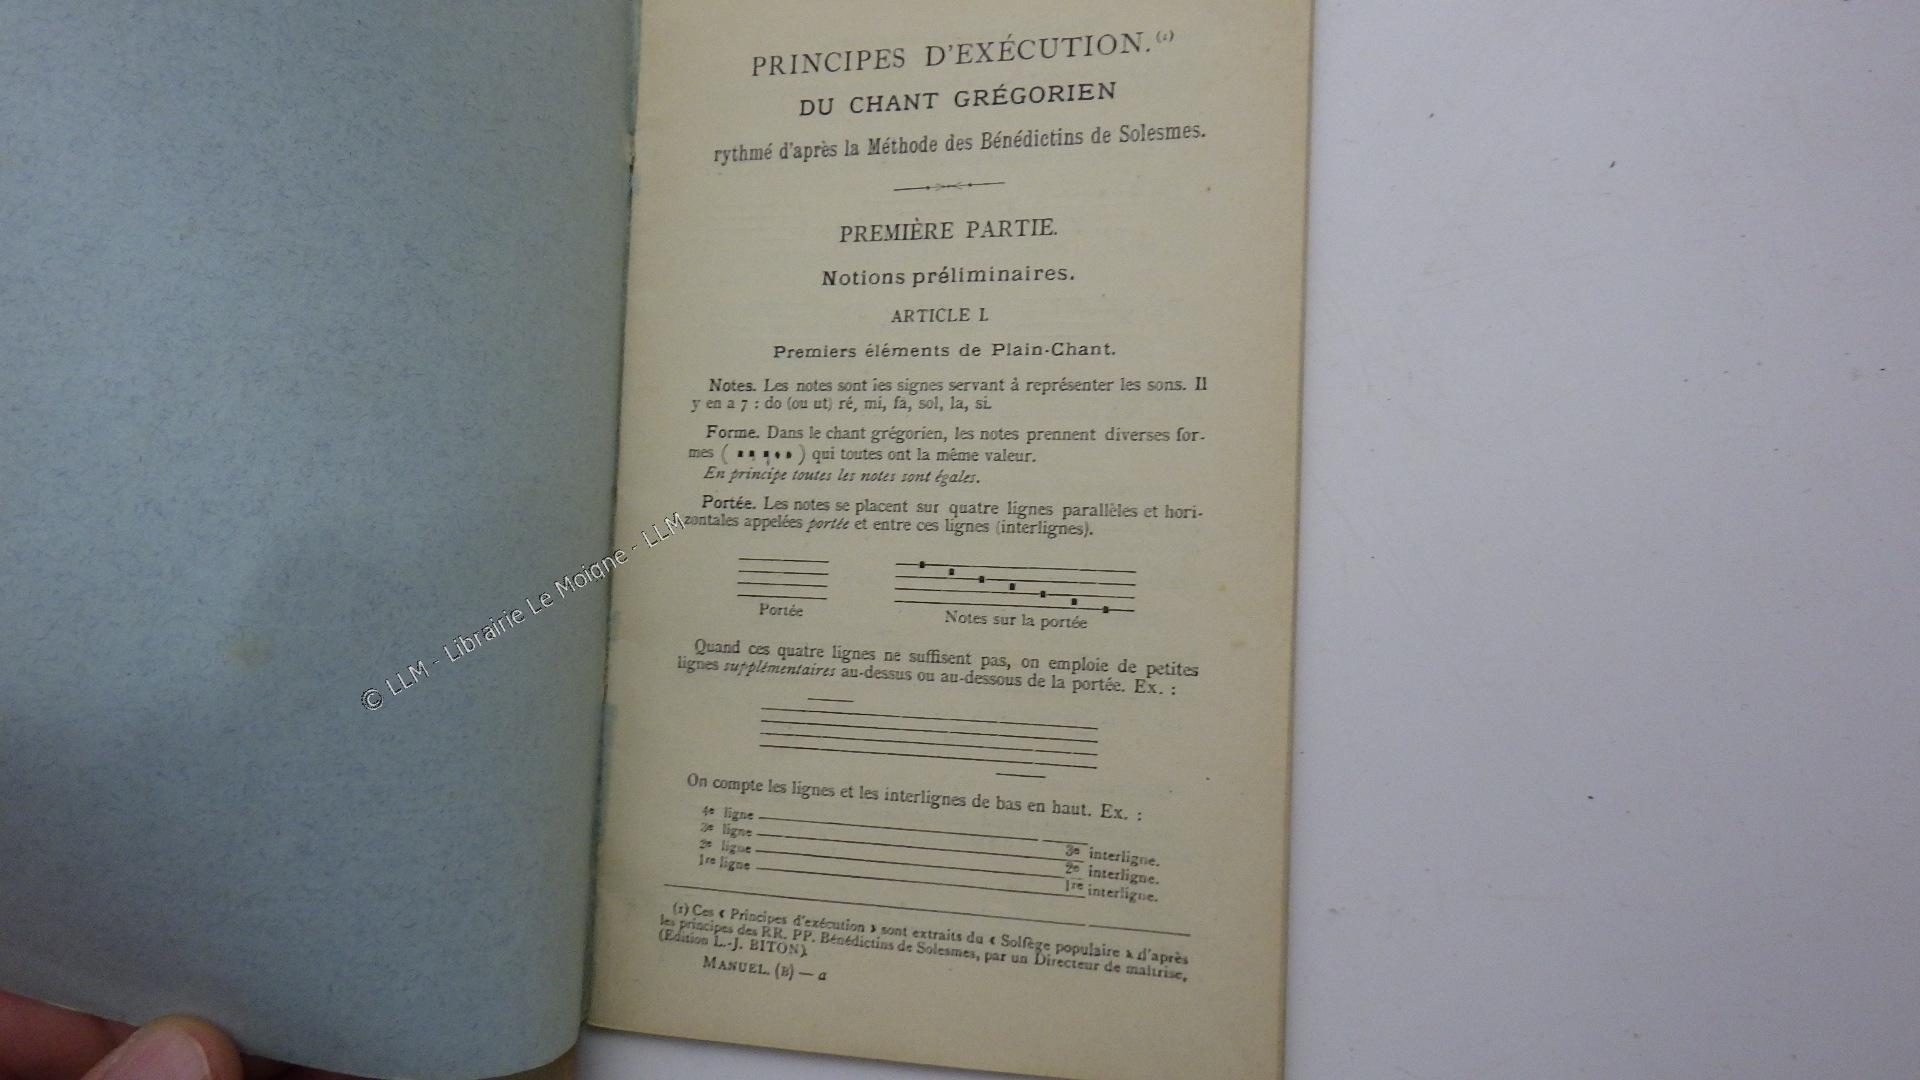 PRINCIPES D'EXÉCUTION.(1)
DU CHANT GRÉGORIEN
rythmé d'après la Méthode des Bénédictins de Solesmes.
PREMIÈRE PARTIE.
Notions préliminaires.
ARTICLE I.
Premiers éléments de Plain-Chant.
Notes. Les notes sont les signes servant à représenter les sons. Il
y en a 7 : do (ou ut) ré, mi, fa, sol, la, si.
Forme. Dans le chant grégorien, les notes prennent diverses for-
mes ( ) qui toutes ont la même valeur.
En principe toutes les notes sont égales.
Portée. Les notes se placent sur quatre lignes parallèles et hori-
zontales appelées portée et entre ces lignes (interlignes).
Portée
Notes sur la portée
Quand ces quatre lignes ne suffisent pas, on emploie de petites
lignes supplémentaires au-dessus ou au-dessous de la portée. Ex. :
On compte les lignes et les interlignes de bas en haut. Ex. :
4e ligne
3e ligne
2e ligne
1re ligne
3e interligne.
2e interligne.
1re interligne.
(1) Ces « Principes d'exécution » sont extraits du « Solfège populaire » d'après
les principes des RR. PP. Bénédictins de Solesmes, par un Directeur de maîtrise,
(Edition L.-J. BITON).
MANUEL. (B) — a
© LLM - Librairie Le Moigne - LLM